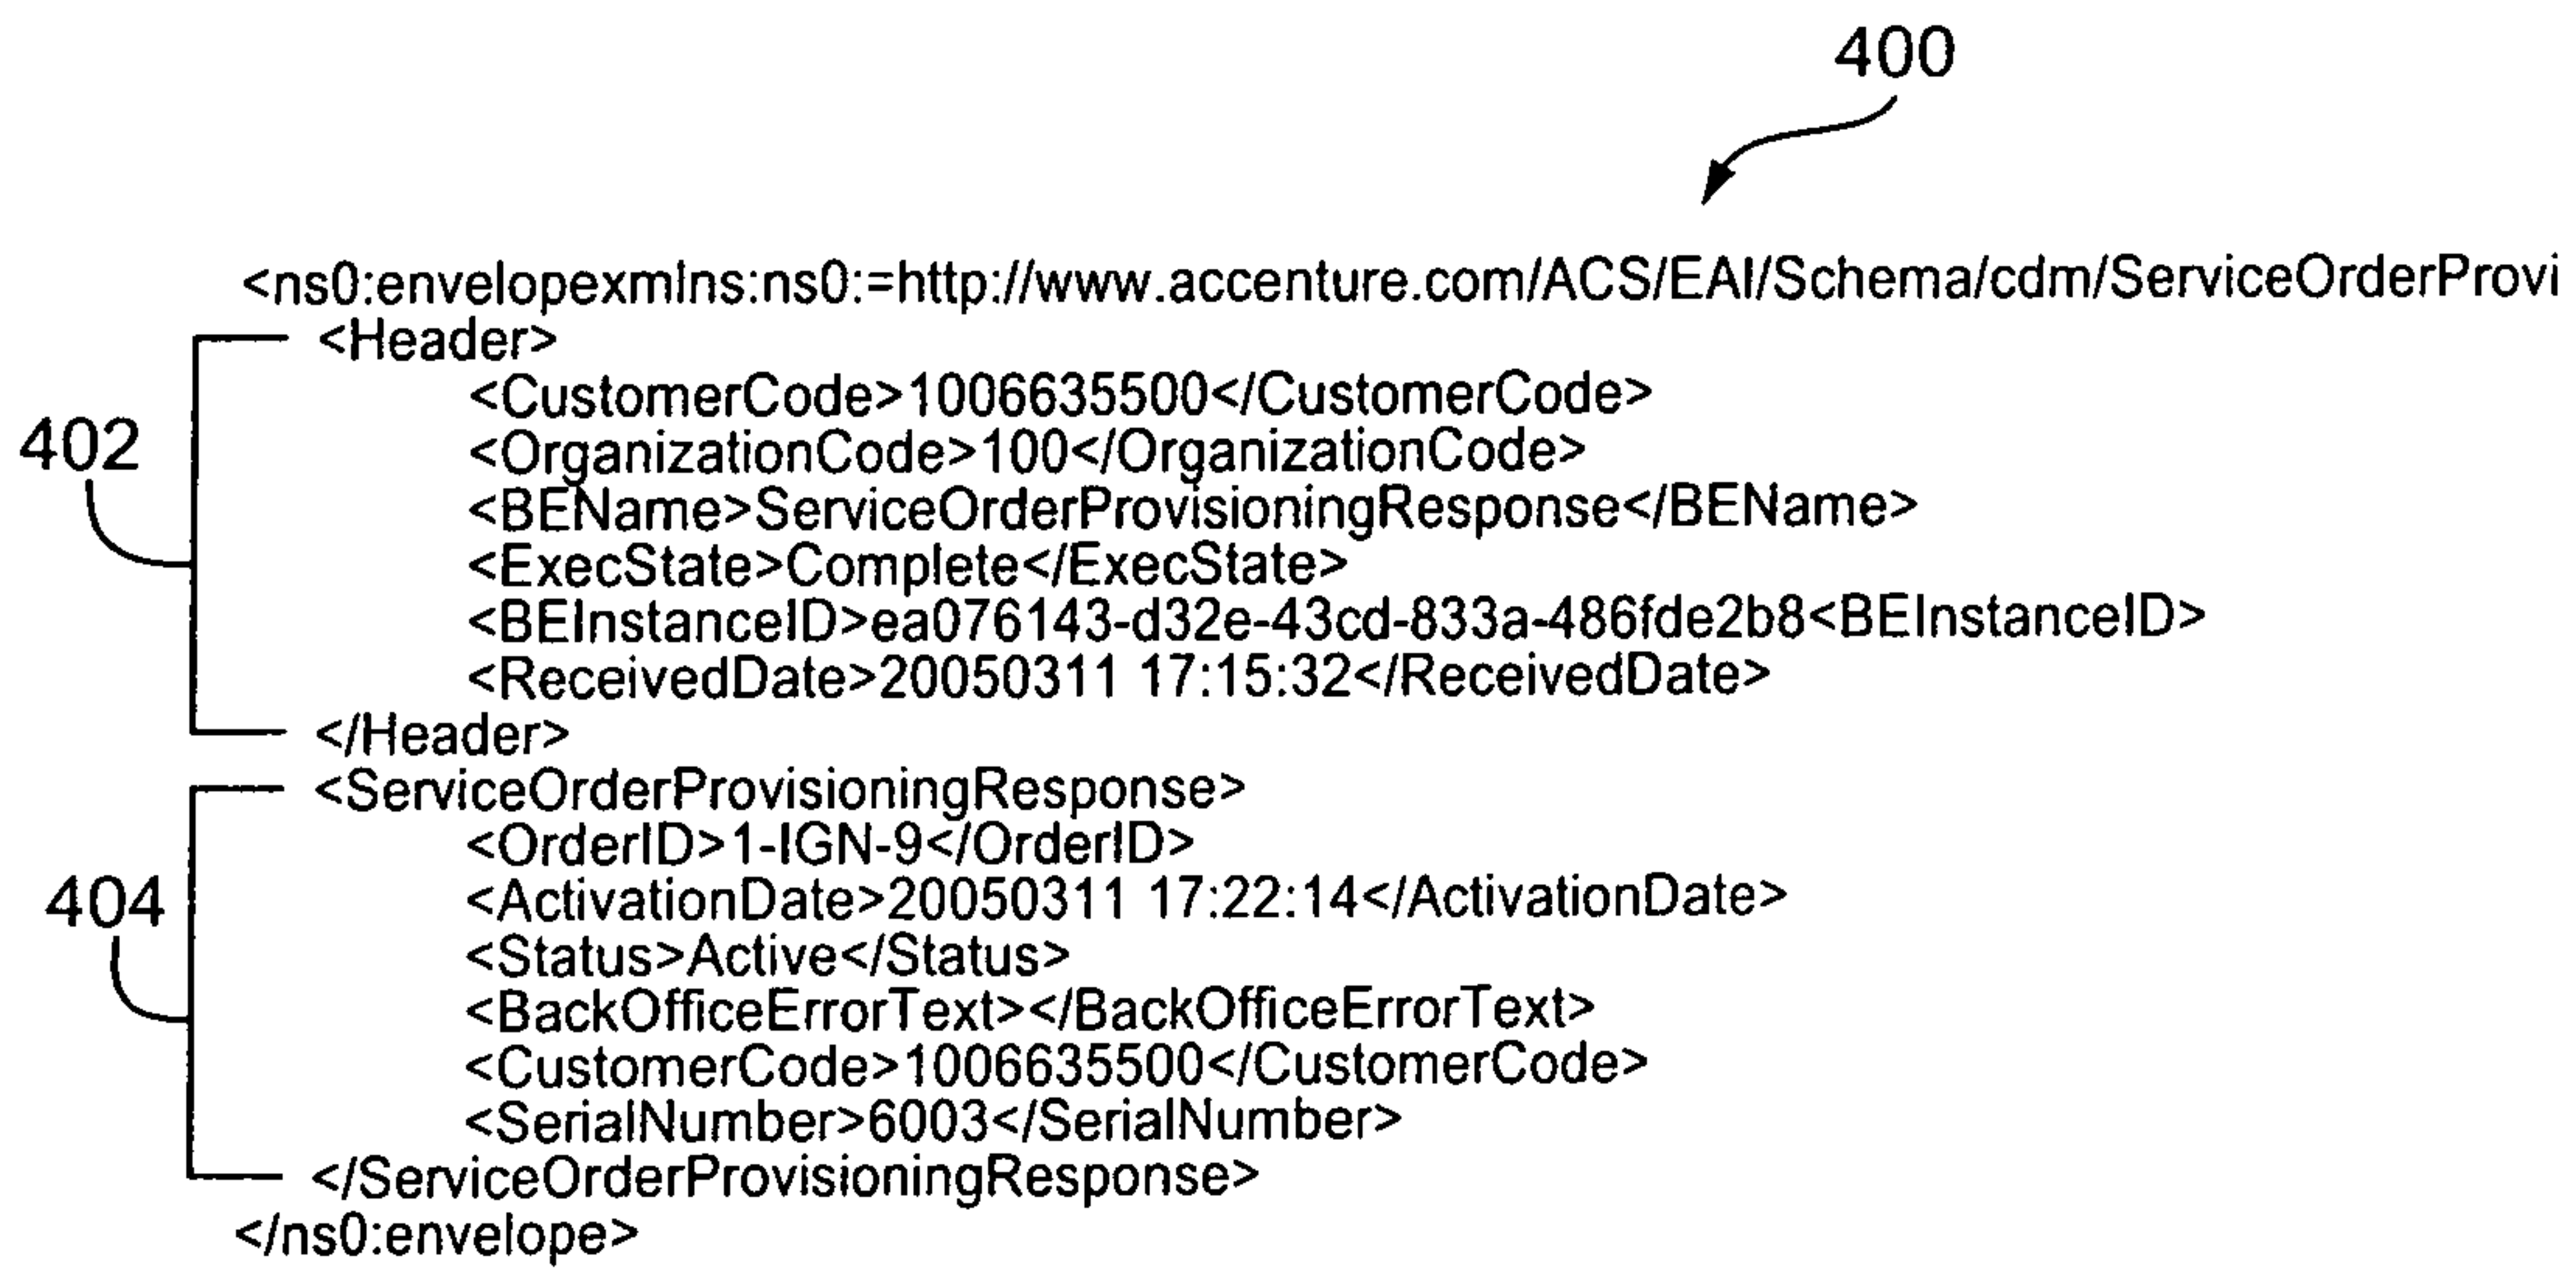 400
<ns0:envelopexmlns:ns0:=http://www.accenture.com/ACS/EAI/Schema/cdm/ServiceOrderProvi
<Header>
<CustomerCode>1006635500</CustomerCode>
402 <OrganizationCode>100</OrganizationCode>
<BEName>ServiceOrderProvisioningResponse</BEName>
<ExecState>Complete</ExecState>
<BEInstanceID>ea076143-d32e-43cd-833a-486fde2b8<BEInstanceID>
<ReceivedDate>20050311 17:15:32</ReceivedDate>
</Header>
<ServiceOrderProvisioningResponse>
<OrderID>1-IGN-9</OrderID>
404 <ActivationDate>20050311 17:22:14</ActivationDate>
<Status>Active</Status>
<BackOfficeErrorText></BackOfficeErrorText>
<CustomerCode>1006635500</CustomerCode>
<SerialNumber>6003</SerialNumber>
</ServiceOrderProvisioningResponse>
</ns0:envelope>